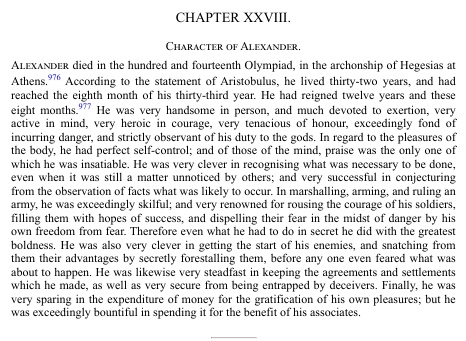 CHAPTER XXVIII.
CHARACTER OF ALEXANDER.
ALEXANDER died in the hundred and fourteenth Olympiad, in the archonship of Hegesias at
Athens.976 According to the statement of Aristobulus, he lived thirty-two years, and had
reached the eighth month of his thirty-third year. He had reigned twelve years and these
eight months.977 He was very handsome in person, and much devoted to exertion, very
active in mind, very heroic in courage, very tenacious of honour, exceedingly fond of
incurring danger, and strictly observant of his duty to the gods. In regard to the pleasures of
the body, he had perfect self-control; and of those of the mind, praise was the only one of
which he was insatiable. He was very clever in recognising what was necessary to be done,
even when it was still a matter unnoticed by others; and very successful in conjecturing
from the observation of facts what was likely to occur. In marshalling, arming, and ruling an
army, he was exceedingly skilful; and very renowned for rousing the courage of his soldiers,
filling them with hopes of success, and dispelling their fear in the midst of danger by his
own freedom from fear. Therefore even what he had to do in secret he did with the greatest
boldness. He was also very clever in getting the start of his enemies, and snatching from
them their advantages by secretly forestalling them, before any one even feared what was
about to happen. He was likewise very steadfast in keeping the agreements and settlements
which he made, as well as very secure from being entrapped by deceivers. Finally, he was
very sparing in the expenditure of money for the gratification of his own pleasures; but he
was exceedingly bountiful in spending it for the benefit of his associates.